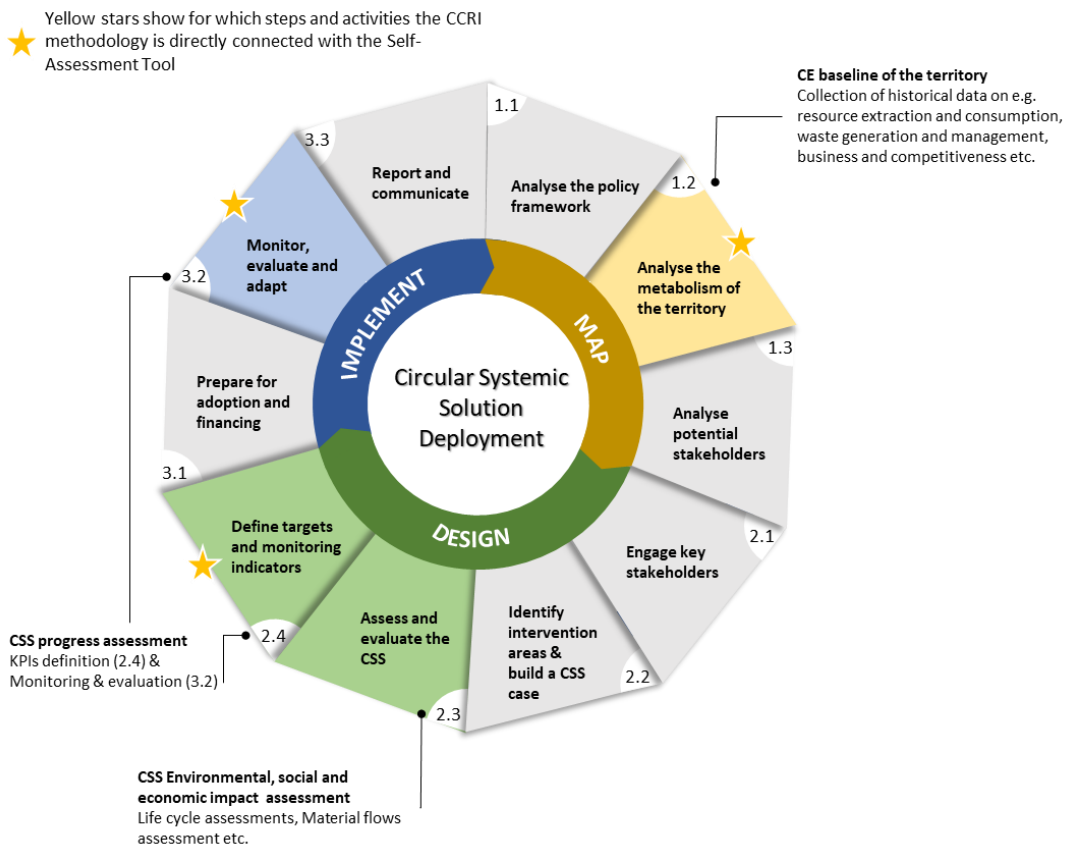 Yellow stars show for which steps and activities the CCRI
methodology is directly connected with the Self-
Assessment Tool
CE baseline of the territory
Collection of historical data on e.g.
resource extraction and consumption,
waste generation and management,
business and competitiveness etc.
1.1
Analyse the policy
framework
1.2
Analyse the
metabolism of
the territory
1.3
Analyse
potential
stakeholders
2.1
Engage key
stakeholders
2.2
Identify
intervention
areas &
build a CSS
case
2.3
Assess and
evaluate the
CSS
2.4
Define targets
and monitoring
indicators
3.1
Prepare for
adoption and
financing
3.2
Monitor,
evaluate and
adapt
3.3
Report and
communicate
MAP
DESIGN
IMPLEMENT
Circular Systemic
Solution
Deployment
CSS progress assessment
KPIs definition (2.4) &
Monitoring & evaluation (3.2)
CSS Environmental, social and
economic impact assessment
Life cycle assessments, Material flows
assessment etc.